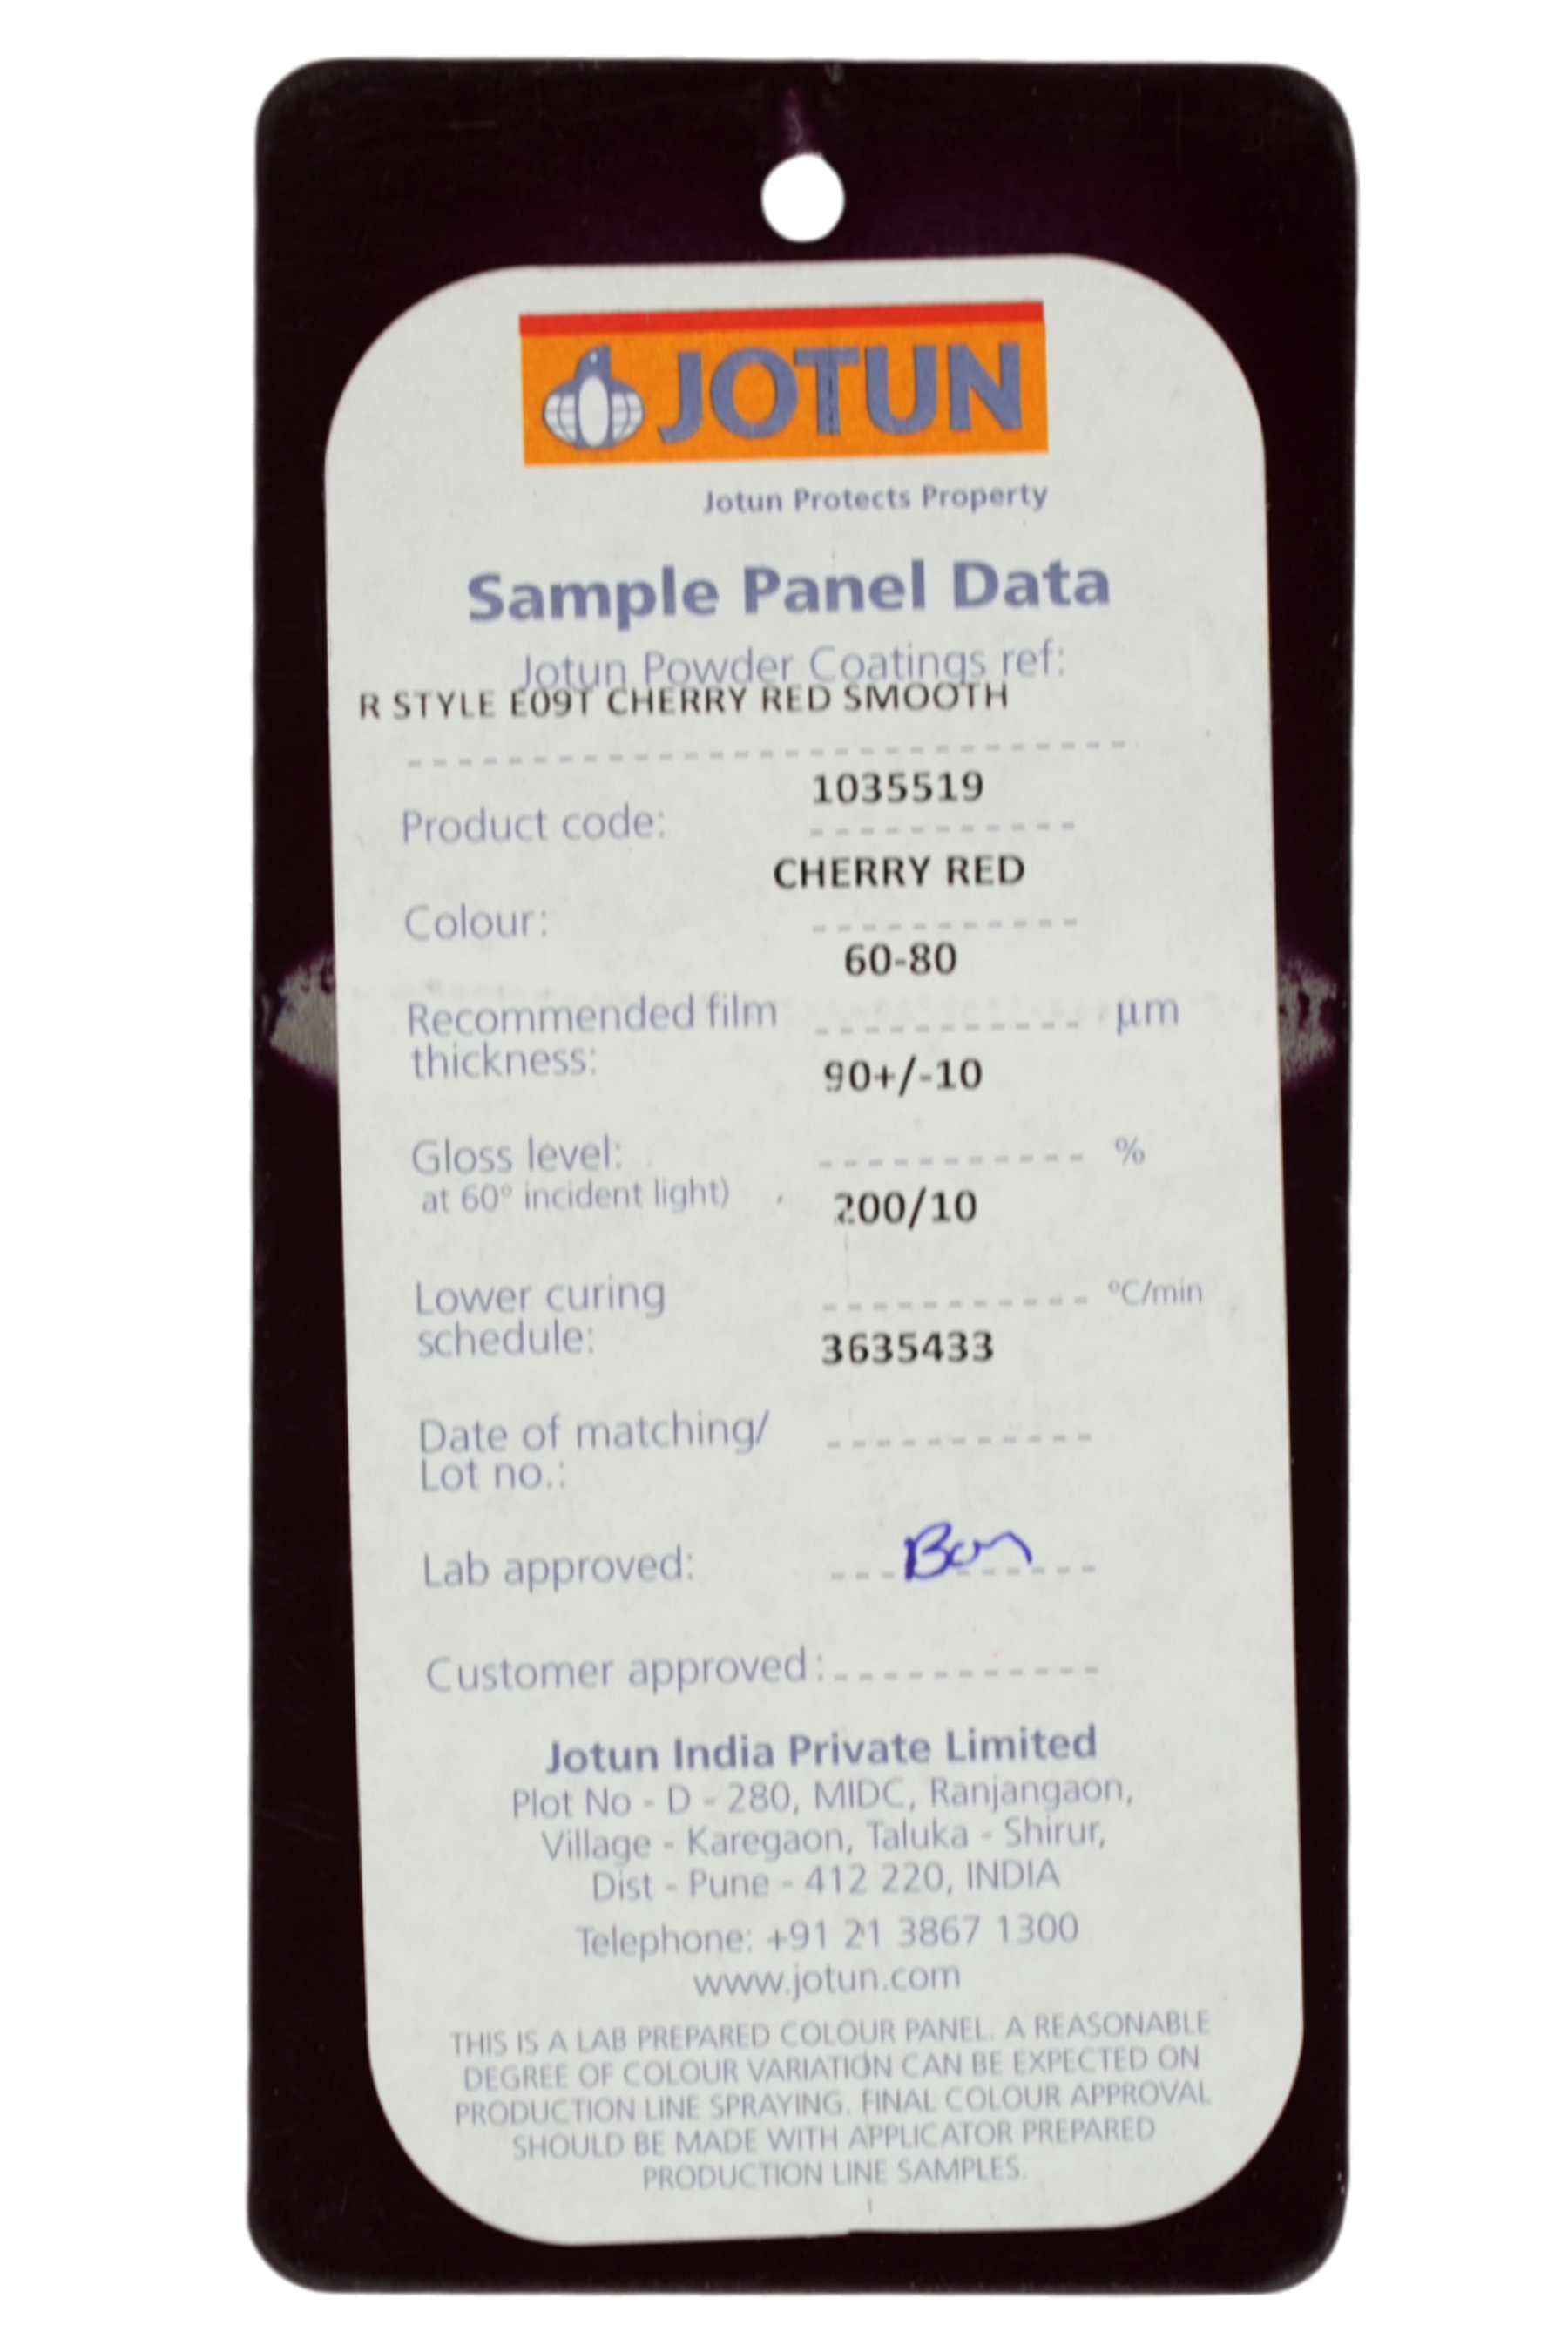 JOTUN
Jotun Protects Property
Sample Panel Data
Jotun Powder Coatings ref:
R STYLE E09T CHERRY RED SMOOTH
1035519
Product code:
CHERRY RED
Colour:
60-80
Recommended film µm
thickness:
90+/-10
Gloss level: %
at 60° incident light)
200/10
Lower curing °C/min
schedule:
3635433
Date of matching/
Lot no.:
Lab approved:
Customer approved:
Jotun India Private Limited
Plot No - D - 280, MIDC, Ranjangaon,
Village - Karegaon, Taluka - Shirur,
Dist - Pune - 412 220, INDIA
Telephone: +91 21 3867 1300
www.jotun.com
THIS IS A LAB PREPARED COLOUR PANEL. A REASONABLE
DEGREE OF COLOUR VARIATION CAN BE EXPECTED ON
PRODUCTION LINE SPRAYING. FINAL COLOUR APPROVAL
SHOULD BE MADE WITH APPLICATOR PREPARED
PRODUCTION LINE SAMPLES.